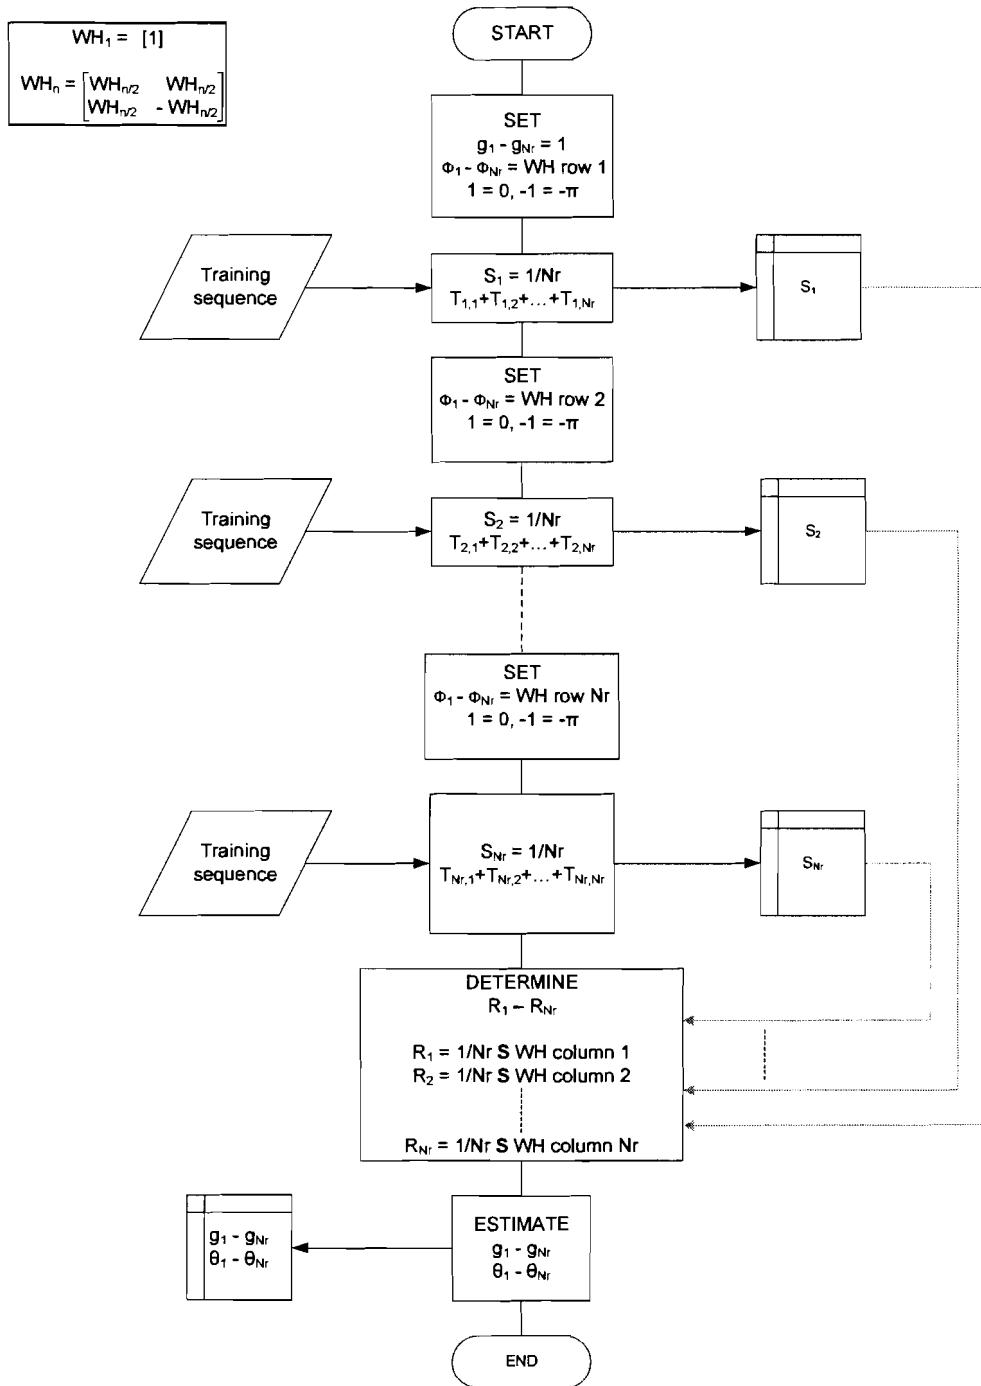 WH₁ = [1]
WHₙ = [WHₙ/₂ WHₙ/₂
WHₙ/₂ - WHₙ/₂]
START
SET
g₁ - g_Nr = 1
Φ₁ - Φ_Nr = WH row 1
1 = 0, -1 = -π
Training
sequence
S₁ = 1/Nr
T₁,₁+T₁,₂+...+T₁,Nr
S₁
SET
Φ₁ - Φ_Nr = WH row 2
1 = 0, -1 = -π
Training
sequence
S₂ = 1/Nr
T₂,₁+T₂,₂+...+T₂,Nr
S₂
SET
Φ₁ - Φ_Nr = WH row Nr
1 = 0, -1 = -π
Training
sequence
S_Nr = 1/Nr
T_Nr,₁+T_Nr,₂+...+T_Nr,Nr
S_Nr
DETERMINE
R₁ – R_Nr
R₁ = 1/Nr S WH column 1
R₂ = 1/Nr S WH column 2
R_Nr = 1/Nr S WH column Nr
g₁ - g_Nr
θ₁ - θ_Nr
ESTIMATE
g₁ - g_Nr
θ₁ - θ_Nr
END